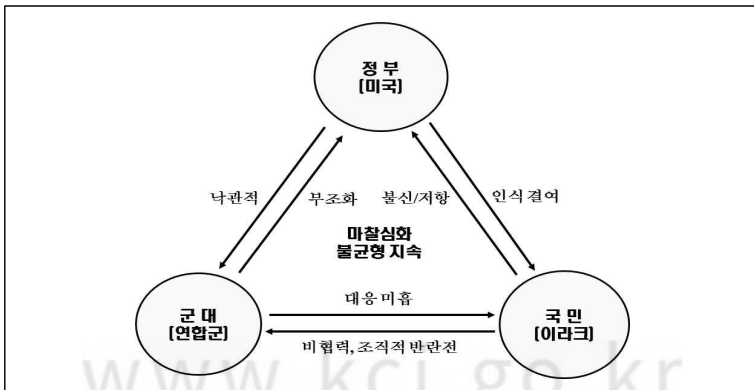 정 부
(미국)
낙관적
부조화
불신/저항
인식 결여
마찰심화
불균형 지속
군 대
(연합군)
대응 미흡
국 민
(이라크)
비협력, 조직적 반란전
www.kci.go.kr